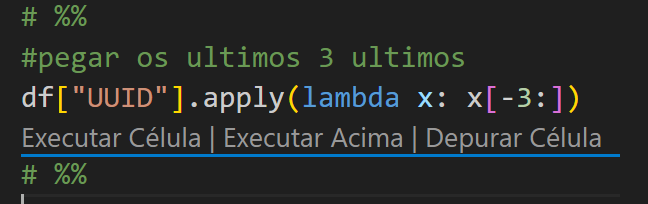 # %%
#pegar os ultimos 3 ultimos
df["UUID"].apply(lambda x: x[-3:])
Executar Célula | Executar Acima | Depurar Célula
# %%